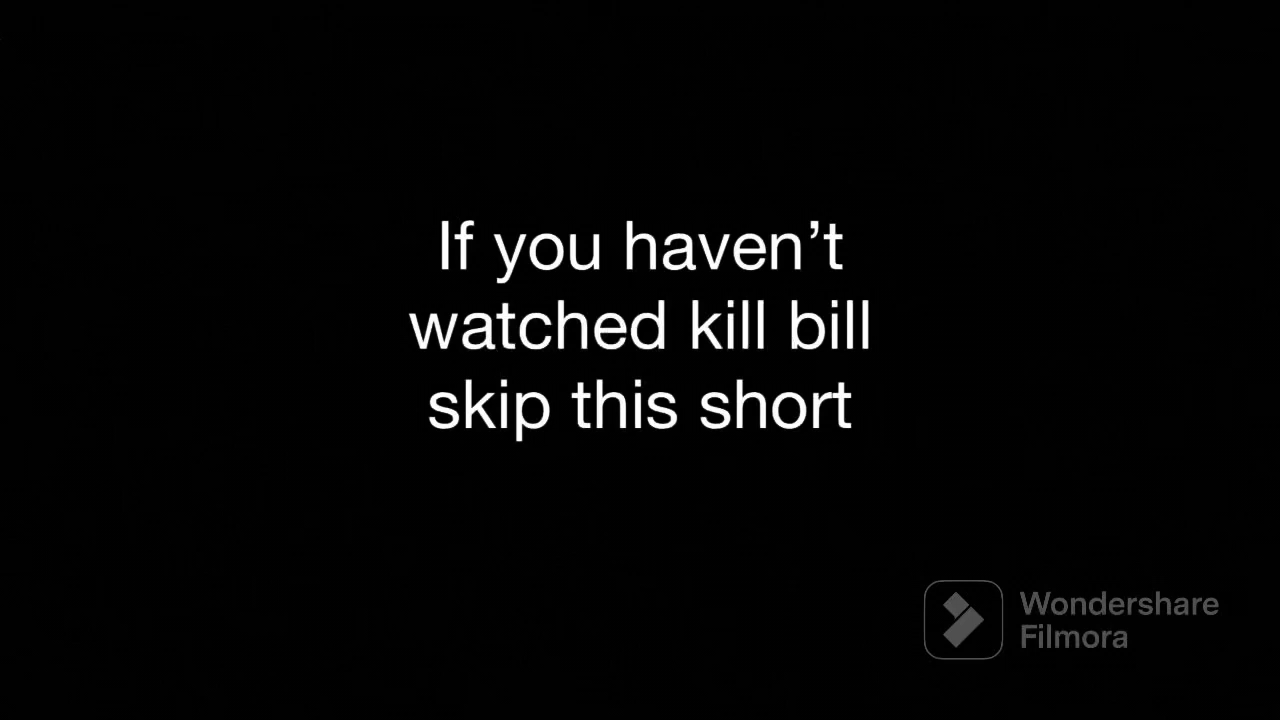 If you haven’t
watched kill bill
skip this short
Wondershare
Filmora